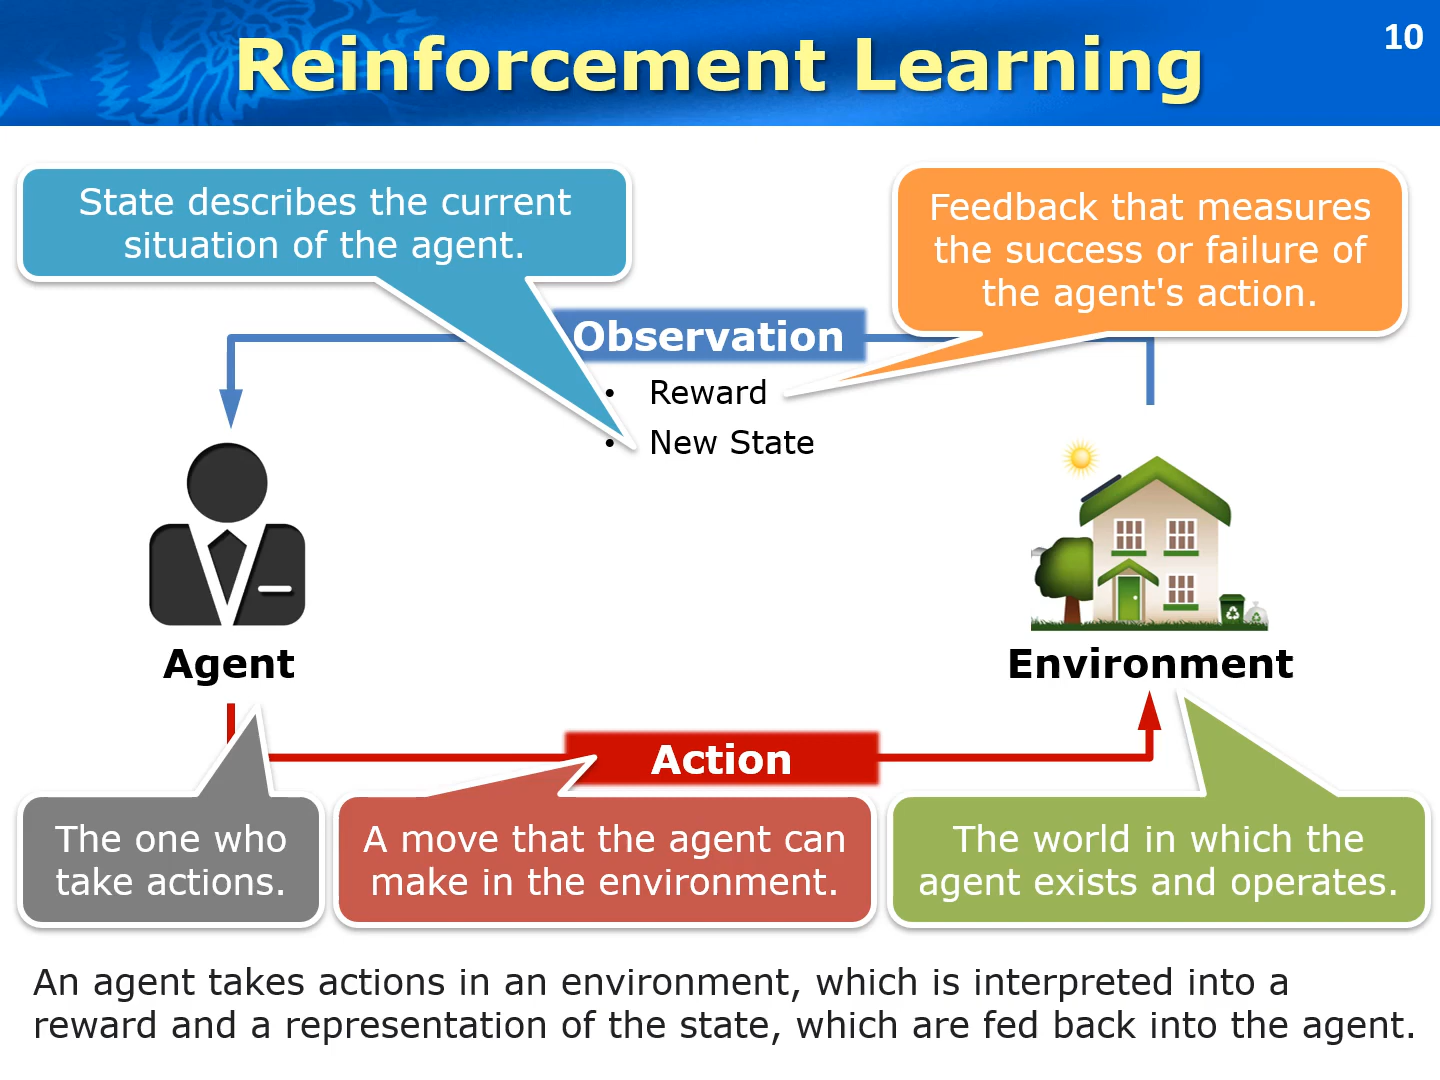 Reinforcement Learning
10
State describes the current
situation of the agent.
Feedback that measures
the success or failure of
the agent's action.
Observation
• Reward
• New State
Agent
Environment
Action
The one who
take actions.
A move that the agent can
make in the environment.
The world in which the
agent exists and operates.
An agent takes actions in an environment, which is interpreted into a
reward and a representation of the state, which are fed back into the agent.